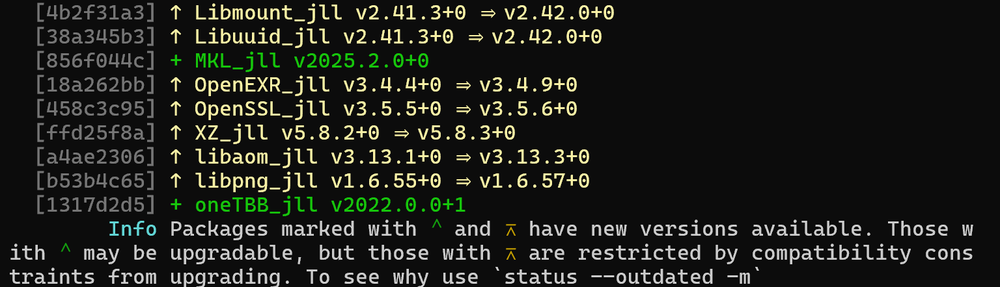 [4b2f31a3] ↑ Libmount_jll v2.41.3+0 ⇒ v2.42.0+0
[38a345b3] ↑ Libuuid_jll v2.41.3+0 ⇒ v2.42.0+0
[856f044c] + MKL_jll v2025.2.0+0
[18a262bb] ↑ OpenEXR_jll v3.4.4+0 ⇒ v3.4.9+0
[458c3c95] ↑ OpenSSL_jll v3.5.5+0 ⇒ v3.5.6+0
[ffd25f8a] ↑ XZ_jll v5.8.2+0 ⇒ v5.8.3+0
[a4ae2306] ↑ libaom_jll v3.13.1+0 ⇒ v3.13.3+0
[b53b4c65] ↑ libpng_jll v1.6.55+0 ⇒ v1.6.57+0
[1317d2d5] + oneTBB_jll v2022.0.0+1
Info Packages marked with ^ and ⌅ have new versions available. Those w
ith ^ may be upgradable, but those with ⌅ are restricted by compatibility cons
traints from upgrading. To see why use `status --outdated -m`